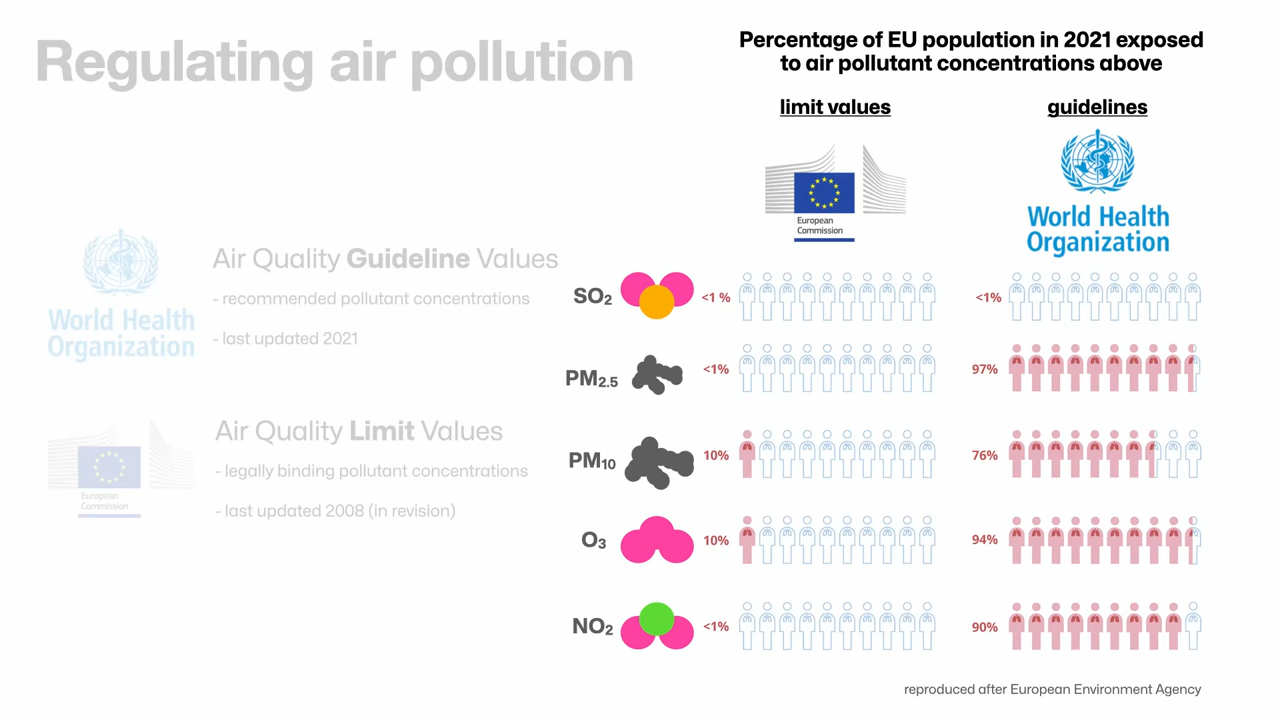 Regulating air pollution
Percentage of EU population in 2021 exposed
to air pollutant concentrations above
limit values
guidelines
European
Commission
World Health
Organization
World Health
Organization
Air Quality Guideline Values
- recommended pollutant concentrations
- last updated 2021
European
Commission
Air Quality Limit Values
- legally binding pollutant concentrations
- last updated 2008 (in revision)
SO₂ <1 % <1%
PM₂.₅ <1% 97%
PM₁₀ 10% 76%
O₃ 10% 94%
NO₂ <1% 90%
reproduced after European Environment Agency